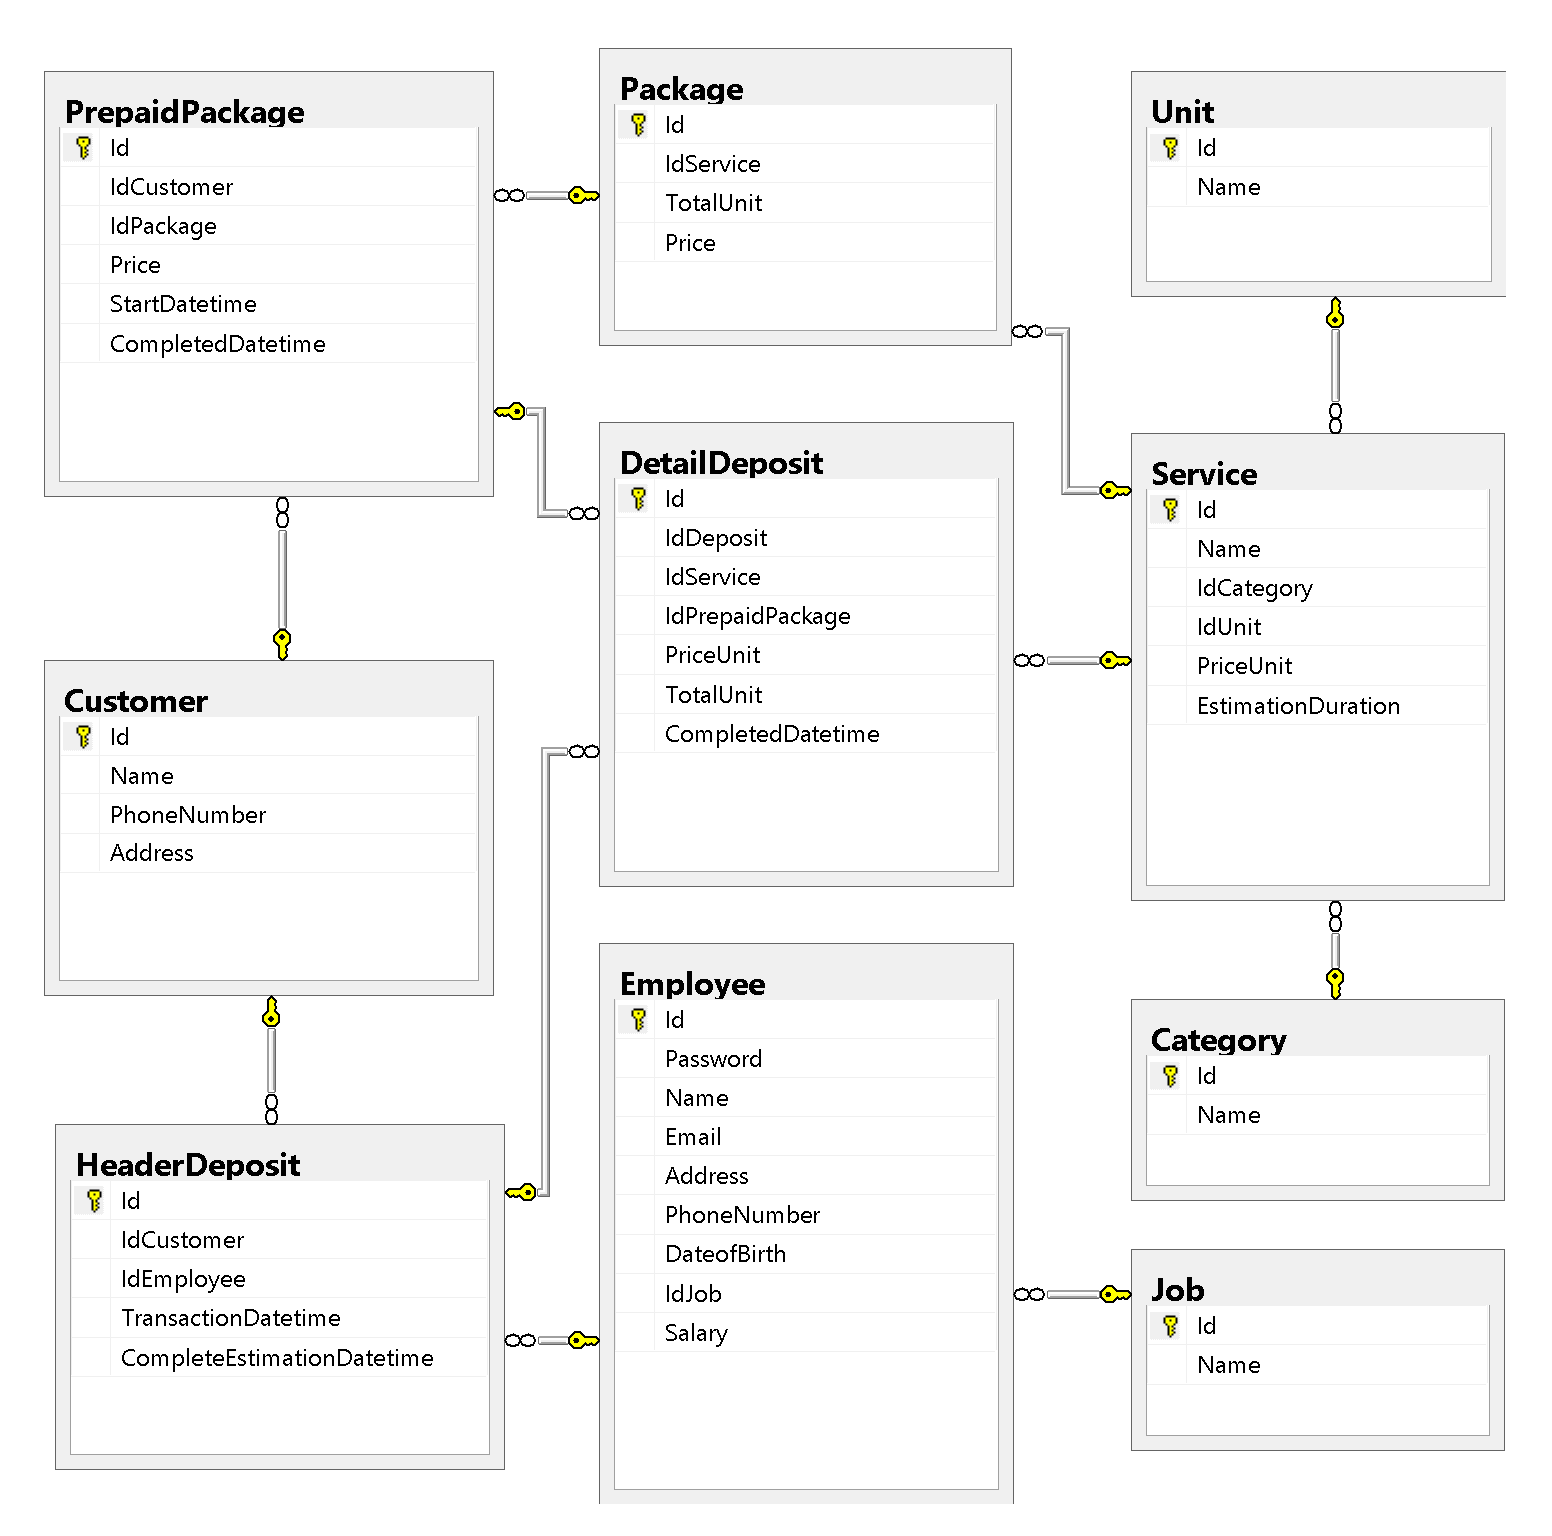 PrepaidPackage
Id
IdCustomer
IdPackage
Price
StartDatetime
CompletedDatetime
Package
Id
IdService
TotalUnit
Price
Unit
Id
Name
DetailDeposit
Id
IdDeposit
IdService
IdPrepaidPackage
PriceUnit
TotalUnit
CompletedDatetime
Service
Id
Name
IdCategory
IdUnit
PriceUnit
EstimationDuration
Customer
Id
Name
PhoneNumber
Address
Employee
Id
Password
Name
Email
Address
PhoneNumber
DateofBirth
IdJob
Salary
Category
Id
Name
HeaderDeposit
Id
IdCustomer
IdEmployee
TransactionDatetime
CompleteEstimationDatetime
Job
Id
Name